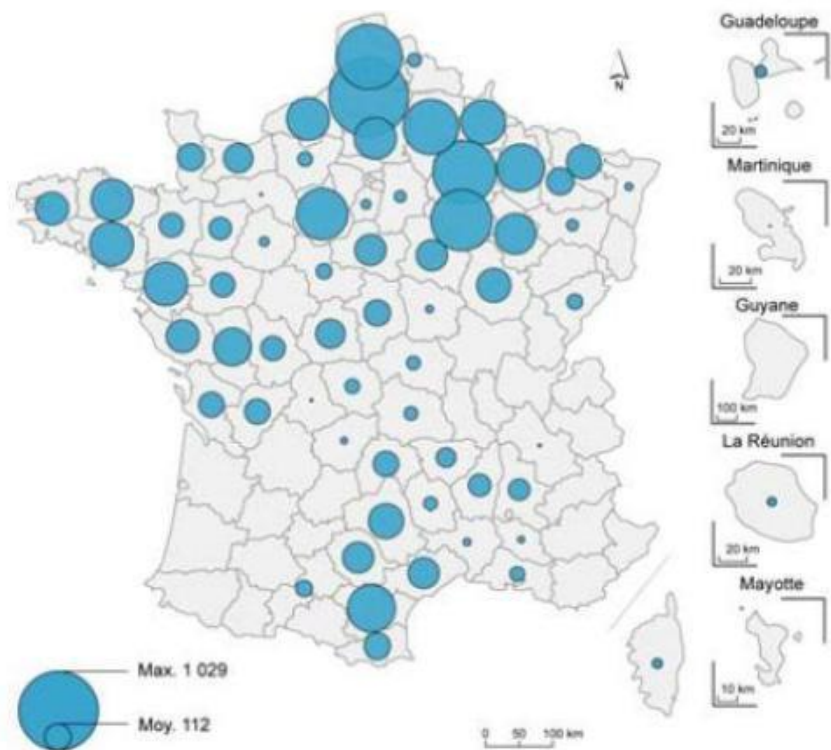 Guadeloupe
N
20 km
Martinique
20 km
Guyane
100 km
La Réunion
20 km
Mayotte
10 km
Max. 1 029
Moy. 112
0 50 100 km